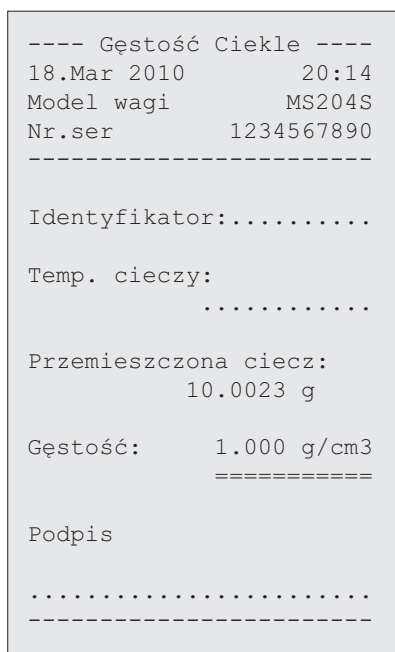 ---- Gęstość Ciekle ----
18.Mar 2010 20:14
Model wagi MS204S
Nr.ser 1234567890
------------------------
Identyfikator:..........
Temp. cieczy:
............
Przemieszczona ciecz:
10.0023 g
Gęstość: 1.000 g/cm3
===========
Podpis
........................
------------------------